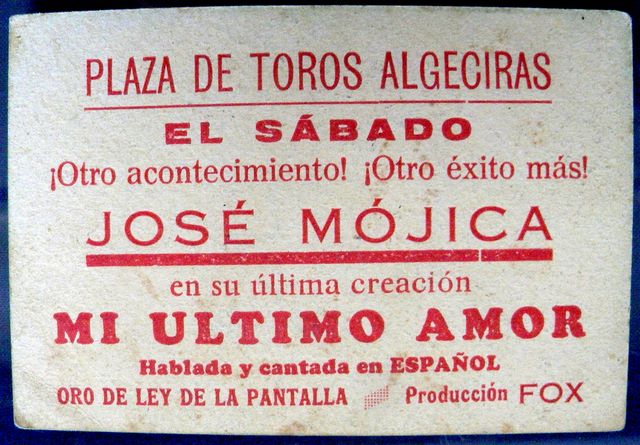 PLAZA DE TOROS ALGECIRAS
EL SÁBADO
¡Otro acontecimiento! ¡Otro éxito más!
JOSÉ MÓJICA
en su última creación
MI ULTIMO AMOR
Hablada y cantada en ESPAÑOL
ORO DE LEY DE LA PANTALLA Producción FOX